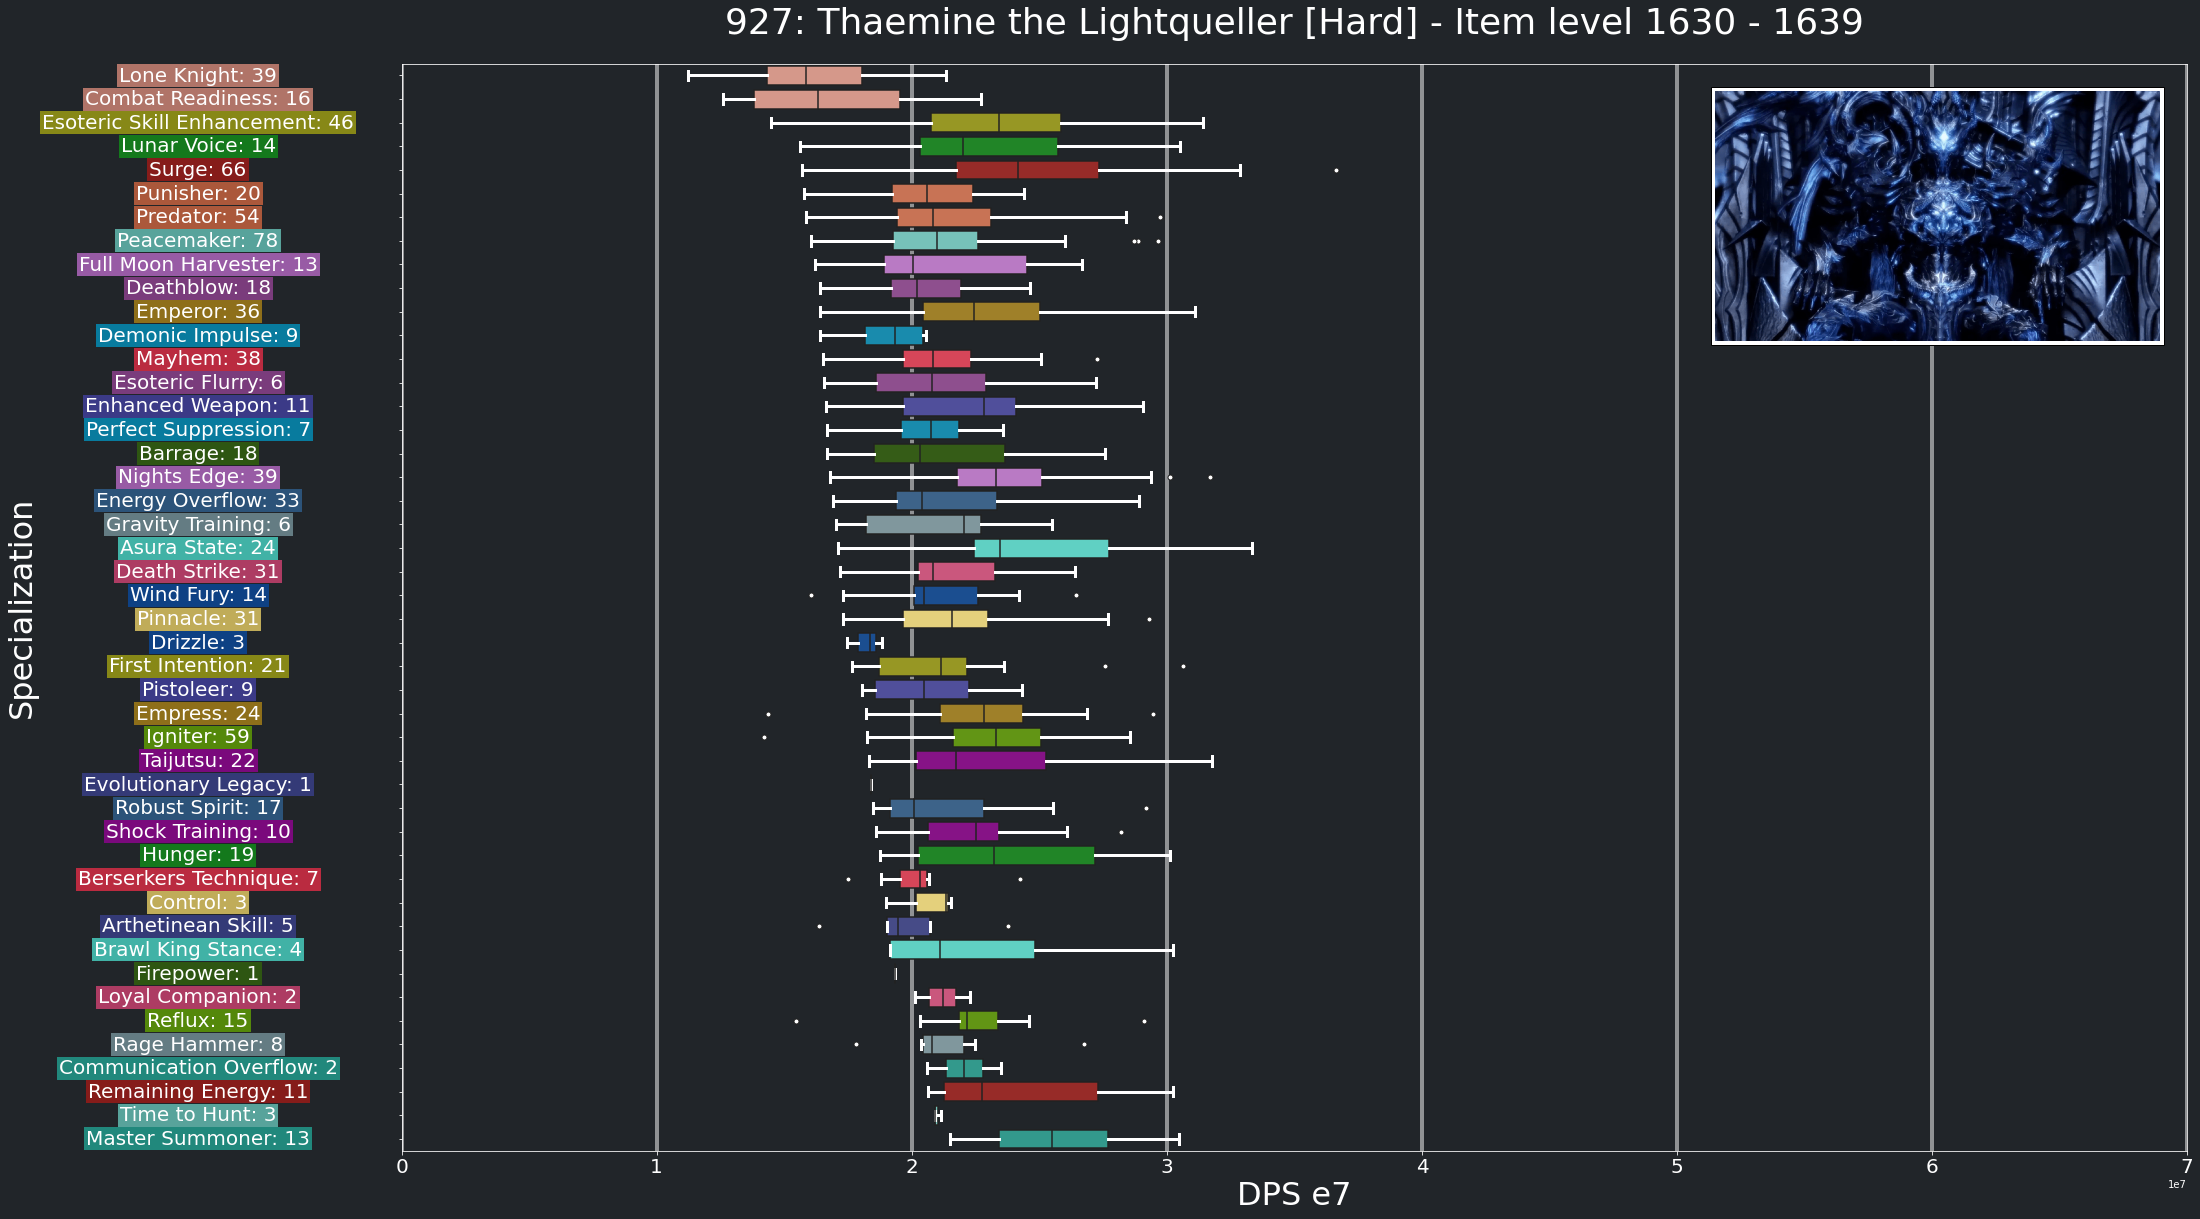 927: Thaemine the Lightqueller [Hard] - Item level 1630 - 1639
Specialization
Lone Knight: 39
Combat Readiness: 16
Esoteric Skill Enhancement: 46
Lunar Voice: 14
Surge: 66
Punisher: 20
Predator: 54
Peacemaker: 78
Full Moon Harvester: 13
Deathblow: 18
Emperor: 36
Demonic Impulse: 9
Mayhem: 38
Esoteric Flurry: 6
Enhanced Weapon: 11
Perfect Suppression: 7
Barrage: 18
Nights Edge: 39
Energy Overflow: 33
Gravity Training: 6
Asura State: 24
Death Strike: 31
Wind Fury: 14
Pinnacle: 31
Drizzle: 3
First Intention: 21
Pistoleer: 9
Empress: 24
Igniter: 59
Taijutsu: 22
Evolutionary Legacy: 1
Robust Spirit: 17
Shock Training: 10
Hunger: 19
Berserkers Technique: 7
Control: 3
Arthetinean Skill: 5
Brawl King Stance: 4
Firepower: 1
Loyal Companion: 2
Reflux: 15
Rage Hammer: 8
Communication Overflow: 2
Remaining Energy: 11
Time to Hunt: 3
Master Summoner: 13
0 1 2 3 4 5 6 7
1e7
DPS e7